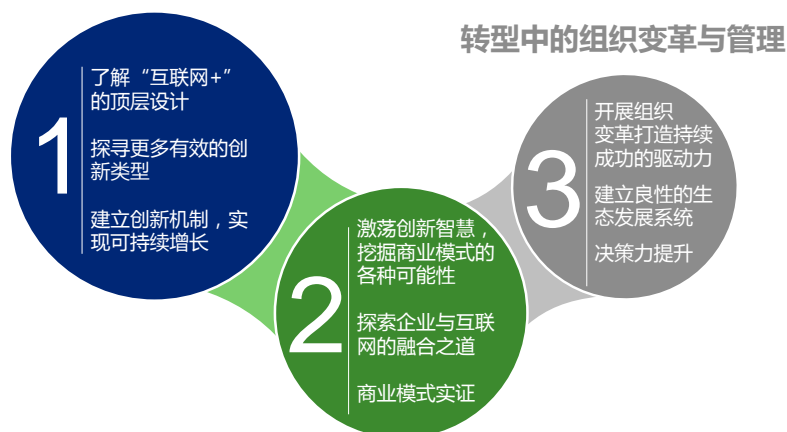 转型中的组织变革与管理
1
了解“互联网+”
的顶层设计
探寻更多有效的创
新类型
建立创新机制，实
现可持续增长
2
激荡创新智慧，
挖掘商业模式的
各种可能性
探索企业与互联
网的融合之道
商业模式实证
3
开展组织
变革打造持续
成功的驱动力
建立良性的生
态发展系统
决策力提升